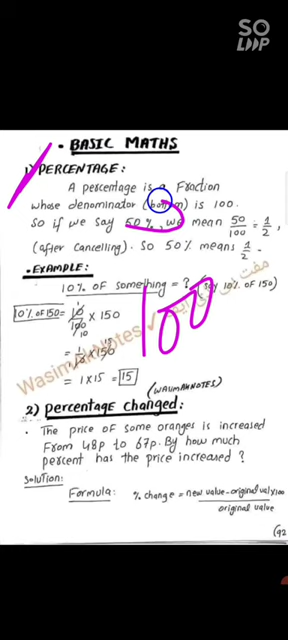 SO
LOOP
• BASIC MATHS
1) PERCENTAGE:
A percentage is a Fraction
whose denominator (bottom) is 100.
So if we say 50%, we mean 50/100 = 1/2,
(after cancelling). So 50% means 1/2.
• EXAMPLE:
10% of something = ? (say 10% of 150)
10% of 150 = 10/100 × 150
100
= 1/10 × 150
= 1 × 15 = 15
WasimakNotes
(WAUMAKNOTES)
2) Percentage Changed:
• The price of some oranges is increased
From 48p to 67p. By how much
percent has the price increased?
Solution:
Formula: % change = new value - original val × 100
original value
(92